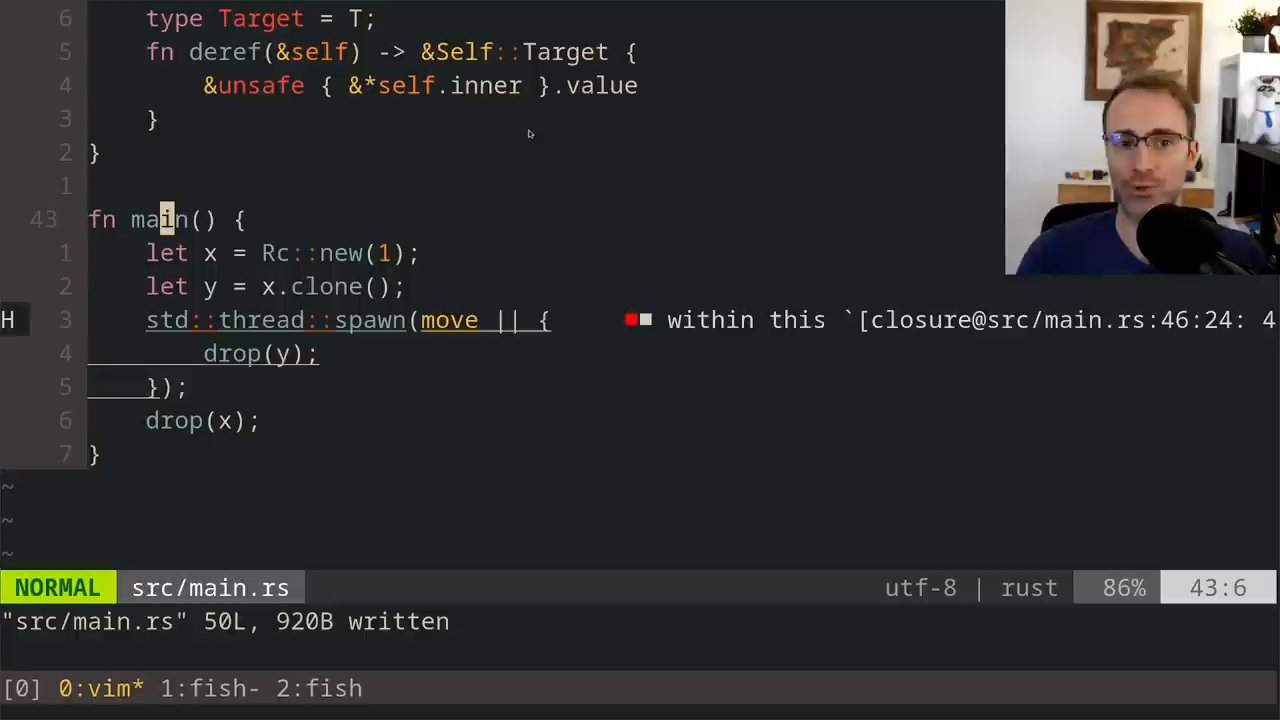 6 type Target = T;
5 fn deref(&self) -> &Self::Target {
4 &unsafe { &*self.inner }.value
3 }
2 }
1
43 fn main() {
1 let x = Rc::new(1);
2 let y = x.clone();
H 3 std::thread::spawn(move || { within this `[closure@src/main.rs:46:24: 4
4 drop(y);
5 });
6 drop(x);
7 }
~
~
~
NORMAL src/main.rs utf-8 | rust 86% 43:6
"src/main.rs" 50L, 920B written
[0] 0:vim* 1:fish- 2:fish